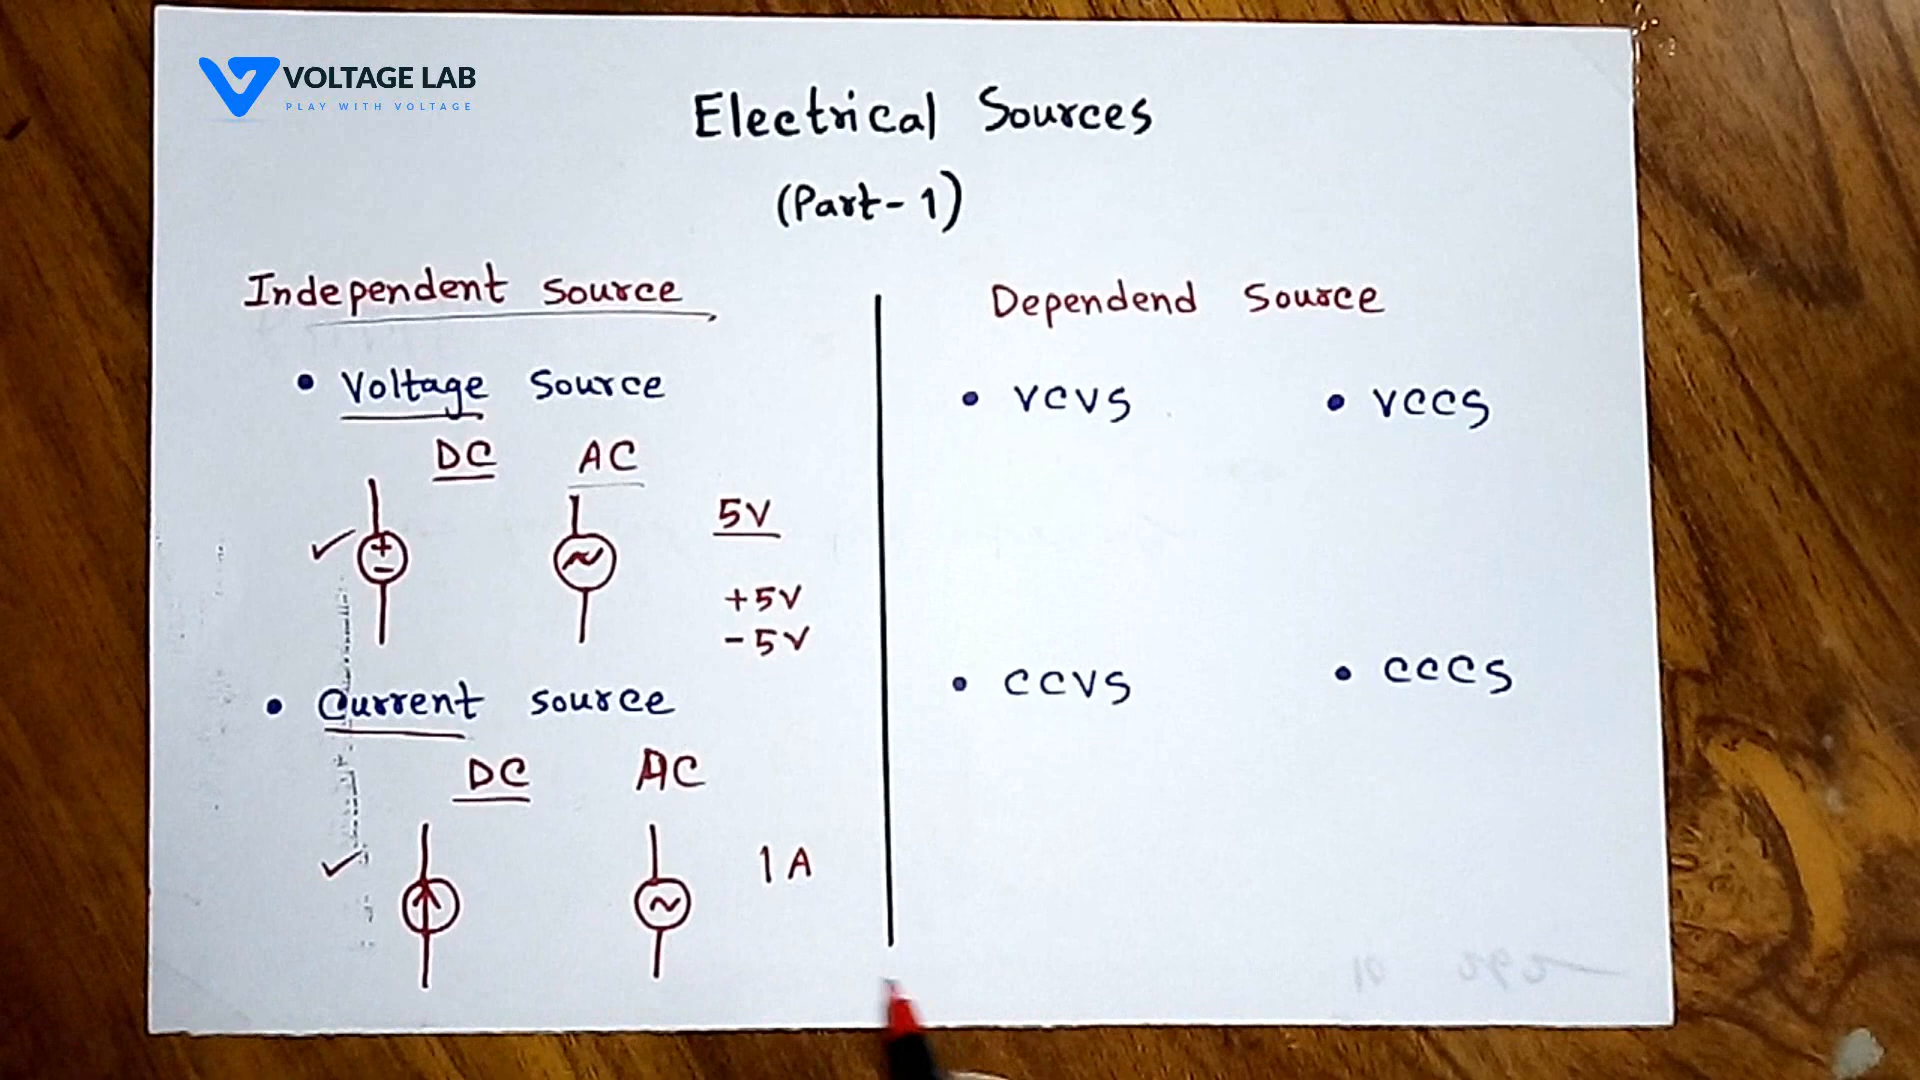 VOLTAGE LAB
PLAY WITH VOLTAGE
Electrical Sources
(Part-1)
Independent Source
• Voltage Source
DC AC
5V
+
-
+5V
-5V
• Current source
DC AC
1A
Dependend Source
• VCVS • VCCS
• CCVS • CCCS